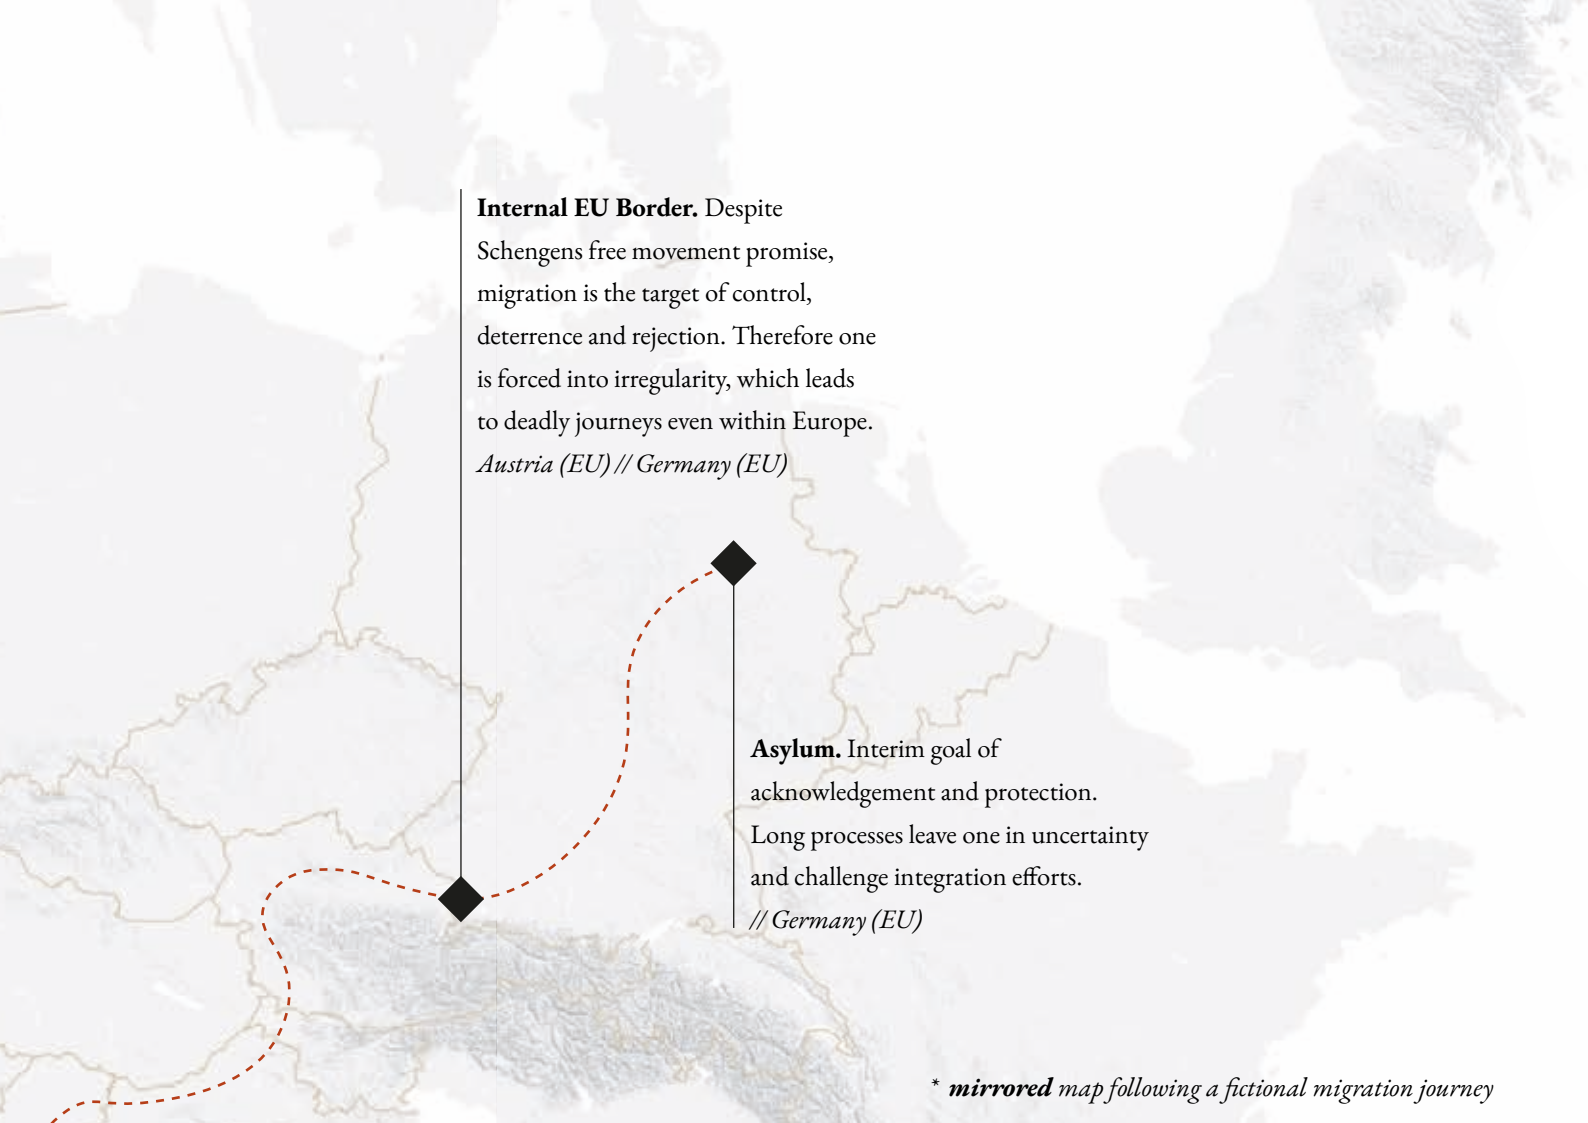 Internal EU Border. Despite
Schengens free movement promise,
migration is the target of control,
deterrence and rejection. Therefore one
is forced into irregularity, which leads
to deadly journeys even within Europe.
Austria (EU) // Germany (EU)
Asylum. Interim goal of
acknowledgement and protection.
Long processes leave one in uncertainty
and challenge integration efforts.
// Germany (EU)
* mirrored map following a fictional migration journey